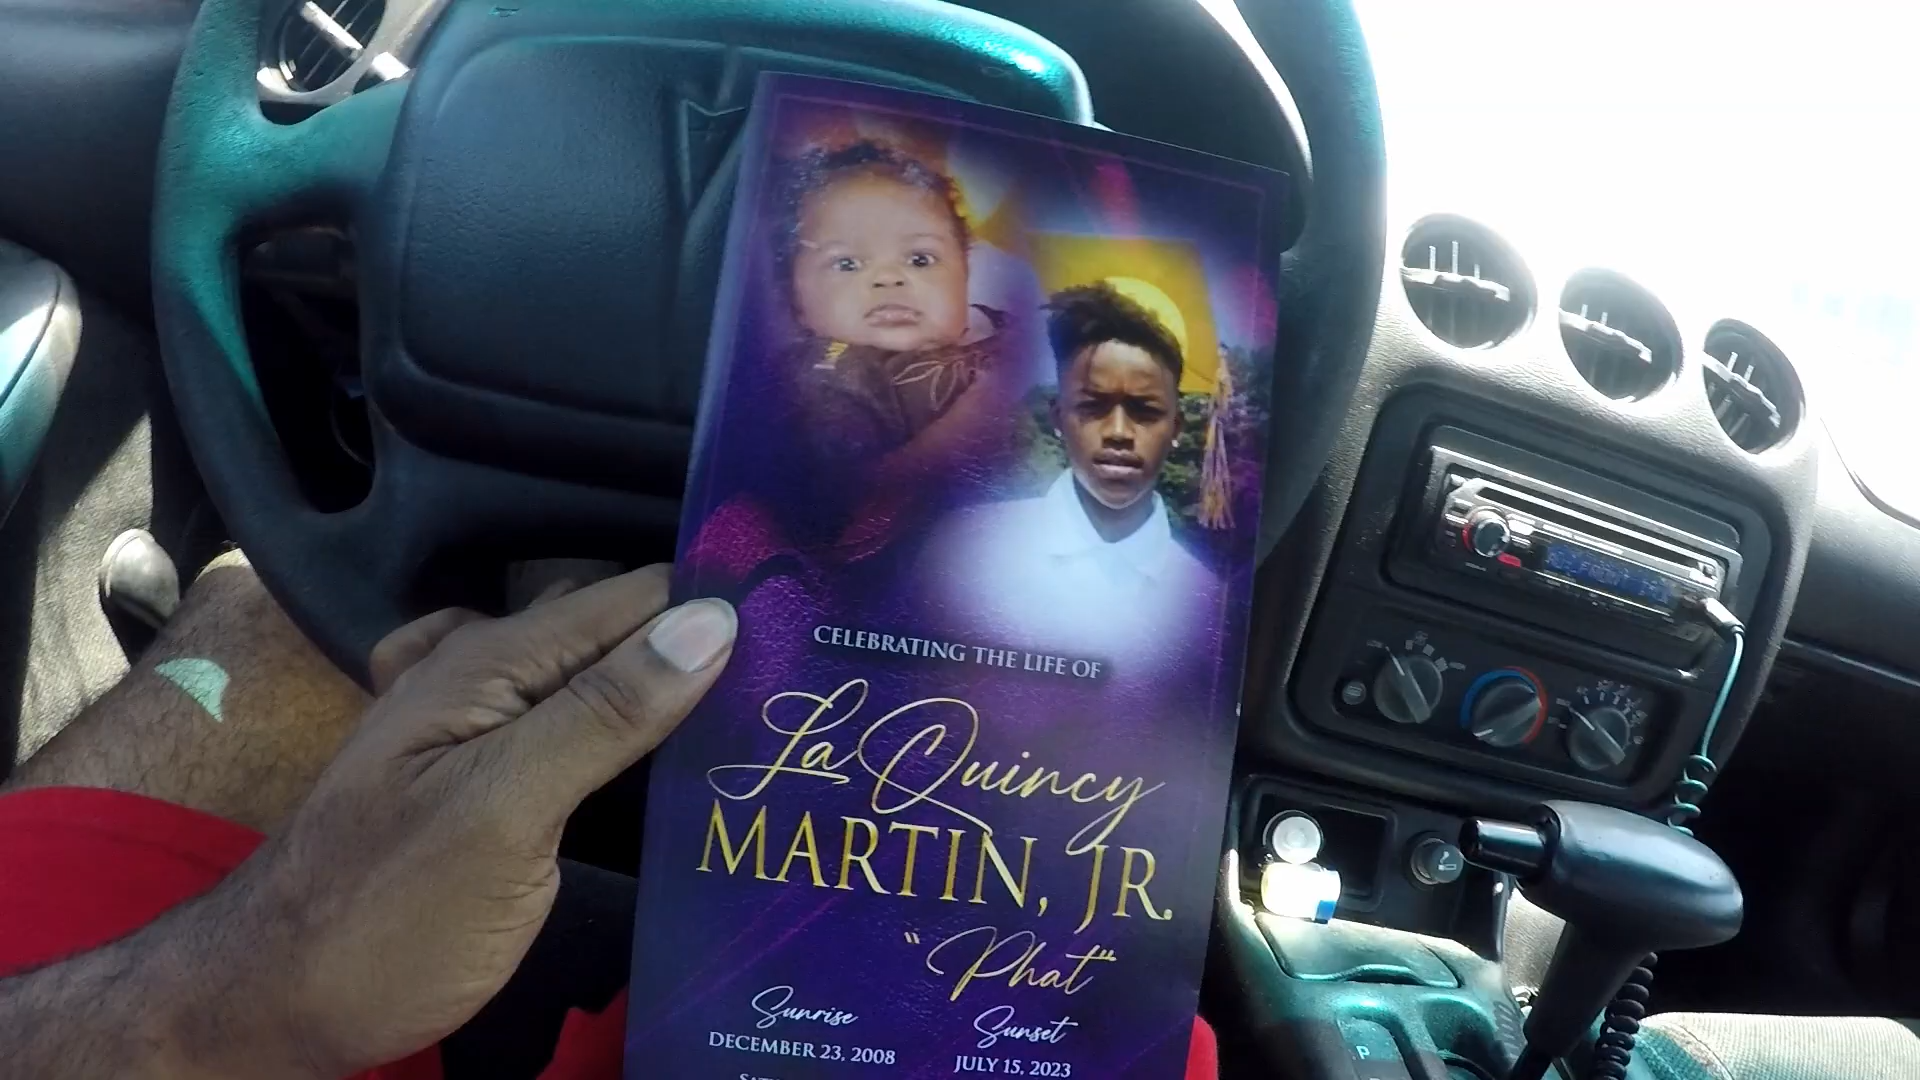 CELEBRATING THE LIFE OF
LaQuincy
MARTIN, JR.
"Phat"
Sunrise
DECEMBER 23, 2008
Sunset
JULY 15, 2023
P